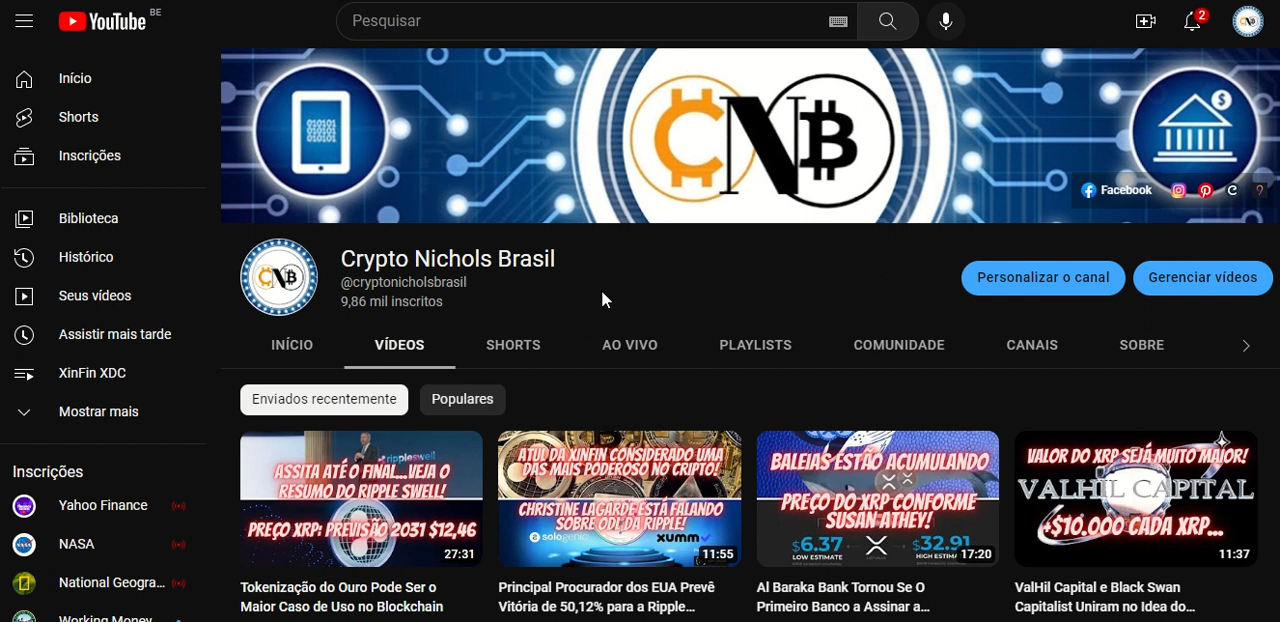 YouTube BE
Pesquisar
2
Início
Shorts
Inscrições
Biblioteca
Histórico
Seus vídeos
Assistir mais tarde
XinFin XDC
Mostrar mais
Inscrições
Yahoo Finance
NASA
National Geogra...
Working Money
010101
010101
CNB
$
Facebook
CNB
Crypto Nichols Brasil
@cryptonicholsbrasil
9,86 mil inscritos
Personalizar o canal
Gerenciar vídeos
INÍCIO
VÍDEOS
SHORTS
AO VIVO
PLAYLISTS
COMUNIDADE
CANAIS
SOBRE
Enviados recentemente
Populares
rippleswell
ASSITA ATÉ O FINAL...VEJA O
RESUMO DO RIPPLE SWELL!
PREÇO XRP: PREVISÃO 2031 $12,46
27:31
Tokenização do Ouro Pode Ser o
Maior Caso de Uso no Blockchain
ATUL DA XINFIN CONSIDERADO UMA
DAS MAIS PODEROSO NO CRIPTO!
CHRISTINE LAGARDE ESTÁ FALANDO
SOBRE ODL DA RIPPLE!
sologenic
XUMM
11:55
Principal Procurador dos EUA Prevê
Vitória de 50,12% para a Ripple...
BALEIAS ESTÃO ACUMULANDO
PREÇO DO XRP CONFORME
SUSAN ATHEY!
$6.37
LOW ESTIMATE
$32.91
HIGH ESTIMATE
17:20
Al Baraka Bank Tornou Se O
Primeiro Banco a Assinar a...
VALOR DO XRP SEJÁ MUITO MAIOR!
VALHIL CAPITAL
+$10.000 CADA XRP...
11:37
ValHil Capital e Black Swan
Capitalist Uniram no Idea do...